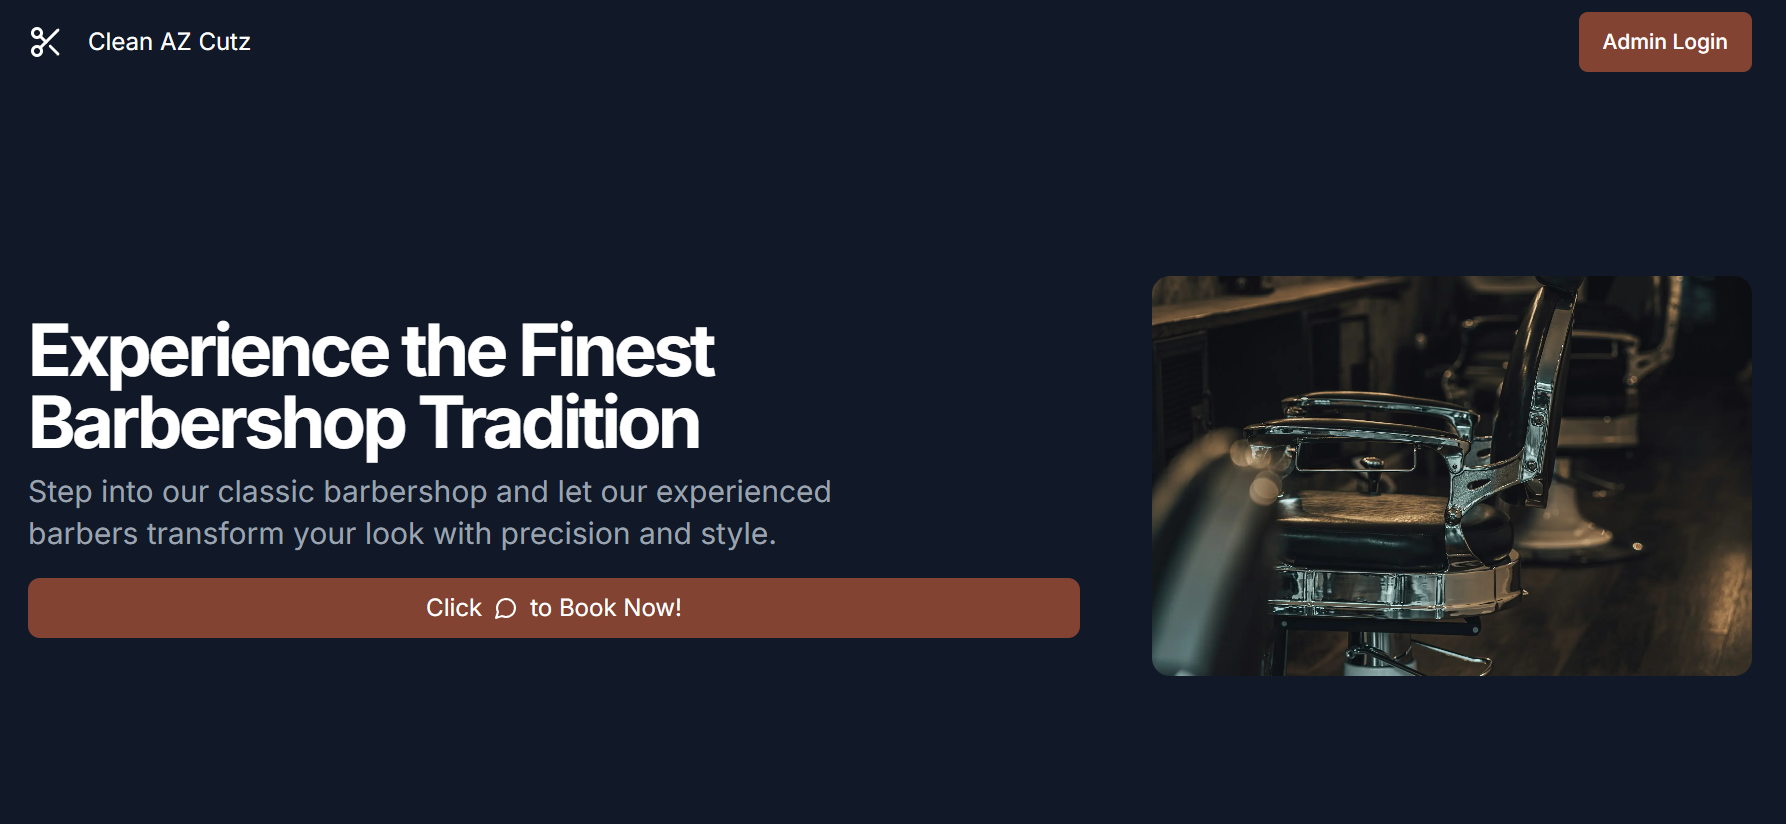 Clean AZ Cutz
Admin Login
Experience the Finest
Barbershop Tradition
Step into our classic barbershop and let our experienced
barbers transform your look with precision and style.
Click to Book Now!